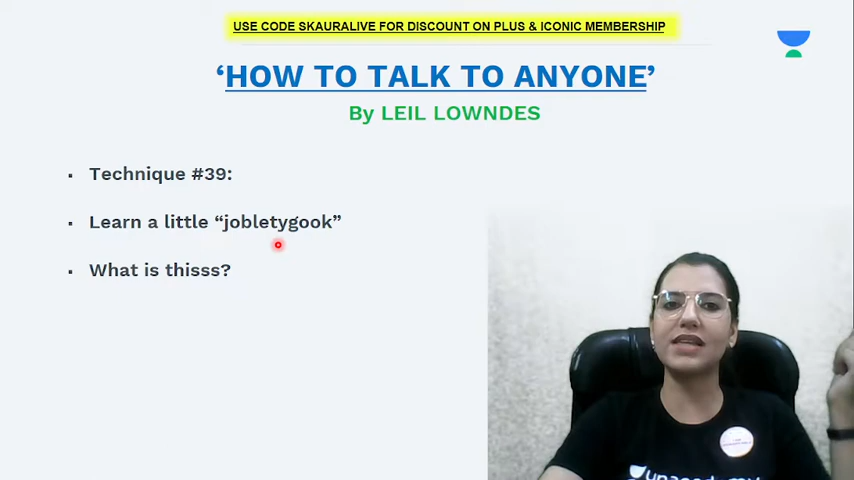 USE CODE SKAURALIVE FOR DISCOUNT ON PLUS & ICONIC MEMBERSHIP
‘HOW TO TALK TO ANYONE’
By LEIL LOWNDES
Technique #39:
Learn a little “jobletygook”
What is thisss?